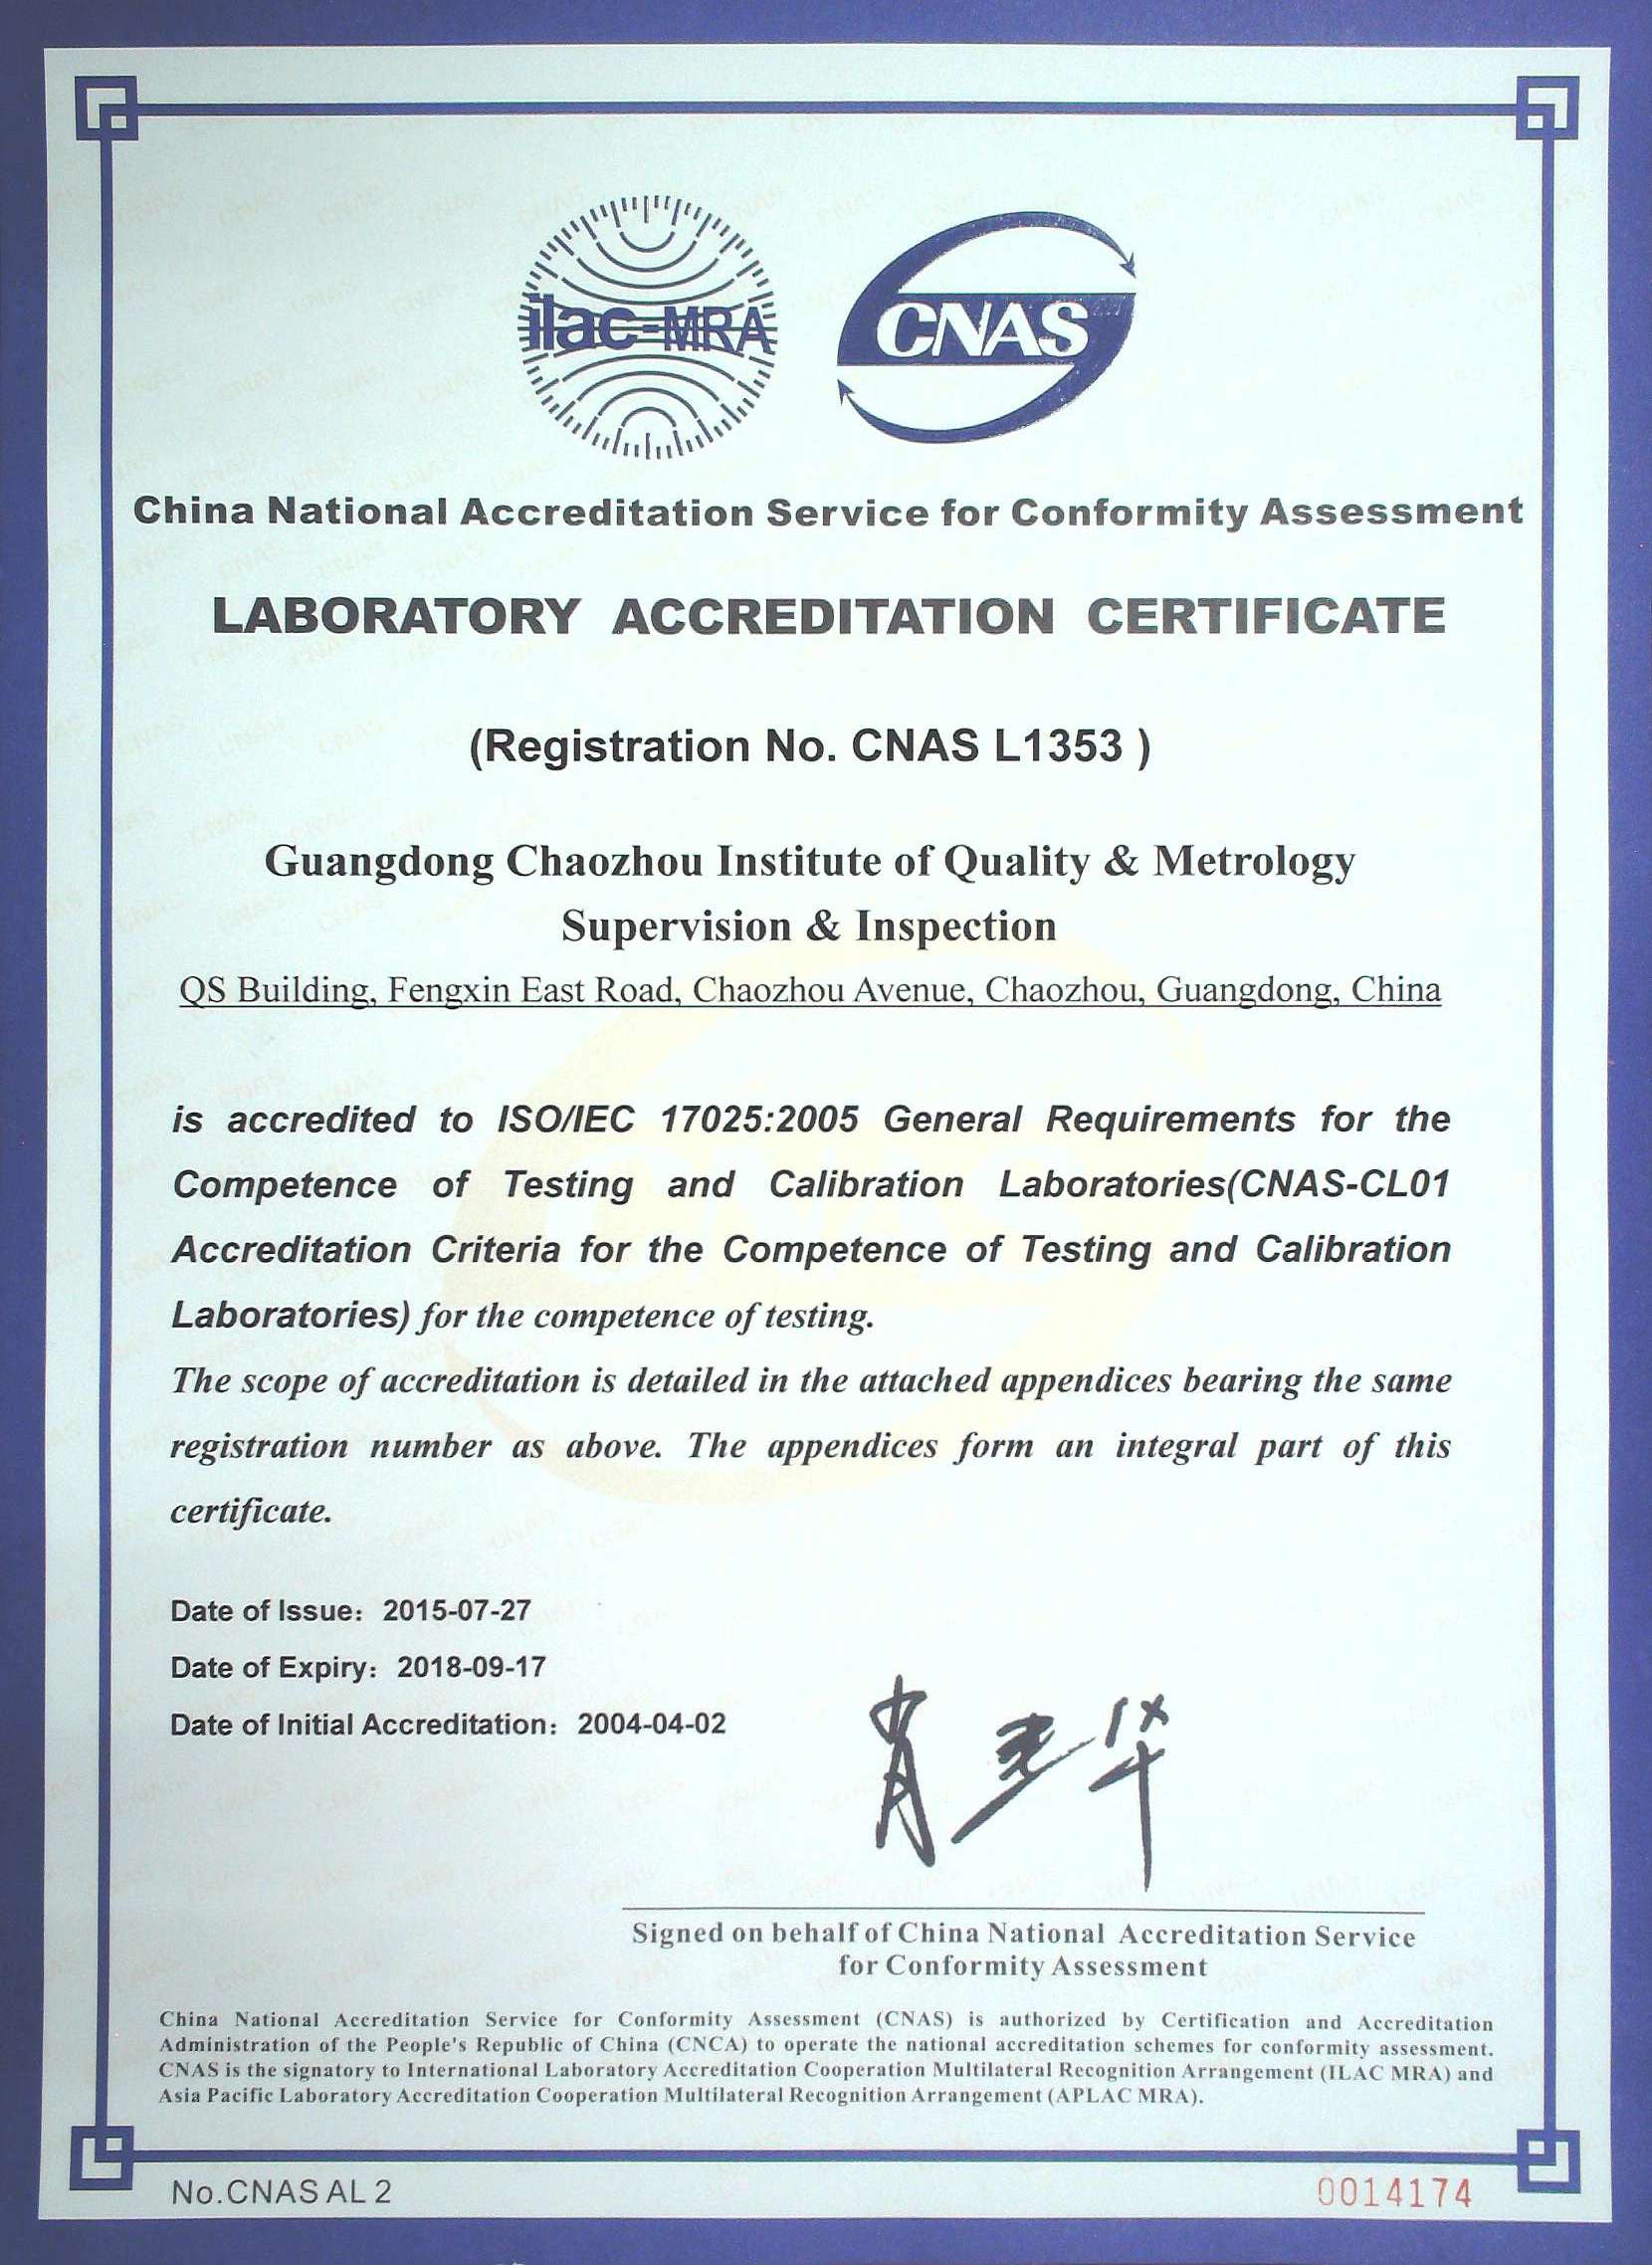 ilac-MRA
CNAS
China National Accreditation Service for Conformity Assessment
LABORATORY ACCREDITATION CERTIFICATE
(Registration No. CNAS L1353 )
Guangdong Chaozhou Institute of Quality & Metrology
Supervision & Inspection
QS Building, Fengxin East Road, Chaozhou Avenue, Chaozhou, Guangdong, China
is accredited to ISO/IEC 17025:2005 General Requirements for the
Competence of Testing and Calibration Laboratories(CNAS-CL01
Accreditation Criteria for the Competence of Testing and Calibration
Laboratories) for the competence of testing.
The scope of accreditation is detailed in the attached appendices bearing the same
registration number as above. The appendices form an integral part of this
certificate.
Date of Issue：2015-07-27
Date of Expiry：2018-09-17
Date of Initial Accreditation：2004-04-02
Signed on behalf of China National Accreditation Service
for Conformity Assessment
China National Accreditation Service for Conformity Assessment (CNAS) is authorized by Certification and Accreditation
Administration of the People's Republic of China (CNCA) to operate the national accreditation schemes for conformity assessment.
CNAS is the signatory to International Laboratory Accreditation Cooperation Multilateral Recognition Arrangement (ILAC MRA) and
Asia Pacific Laboratory Accreditation Cooperation Multilateral Recognition Arrangement (APLAC MRA).
No.CNAS AL 2
0014174